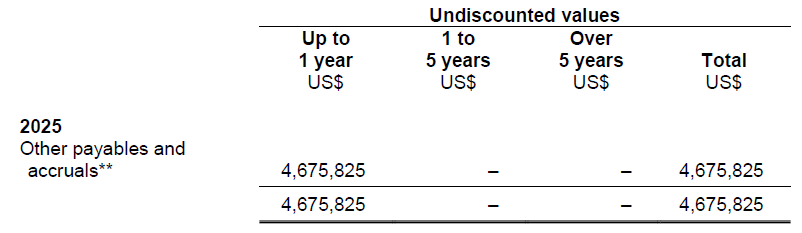 Undiscounted values
Up to 1 to Over
1 year 5 years 5 years Total
US$ US$ US$ US$
2025
Other payables and
accruals** 4,675,825 – – 4,675,825
4,675,825 – – 4,675,825